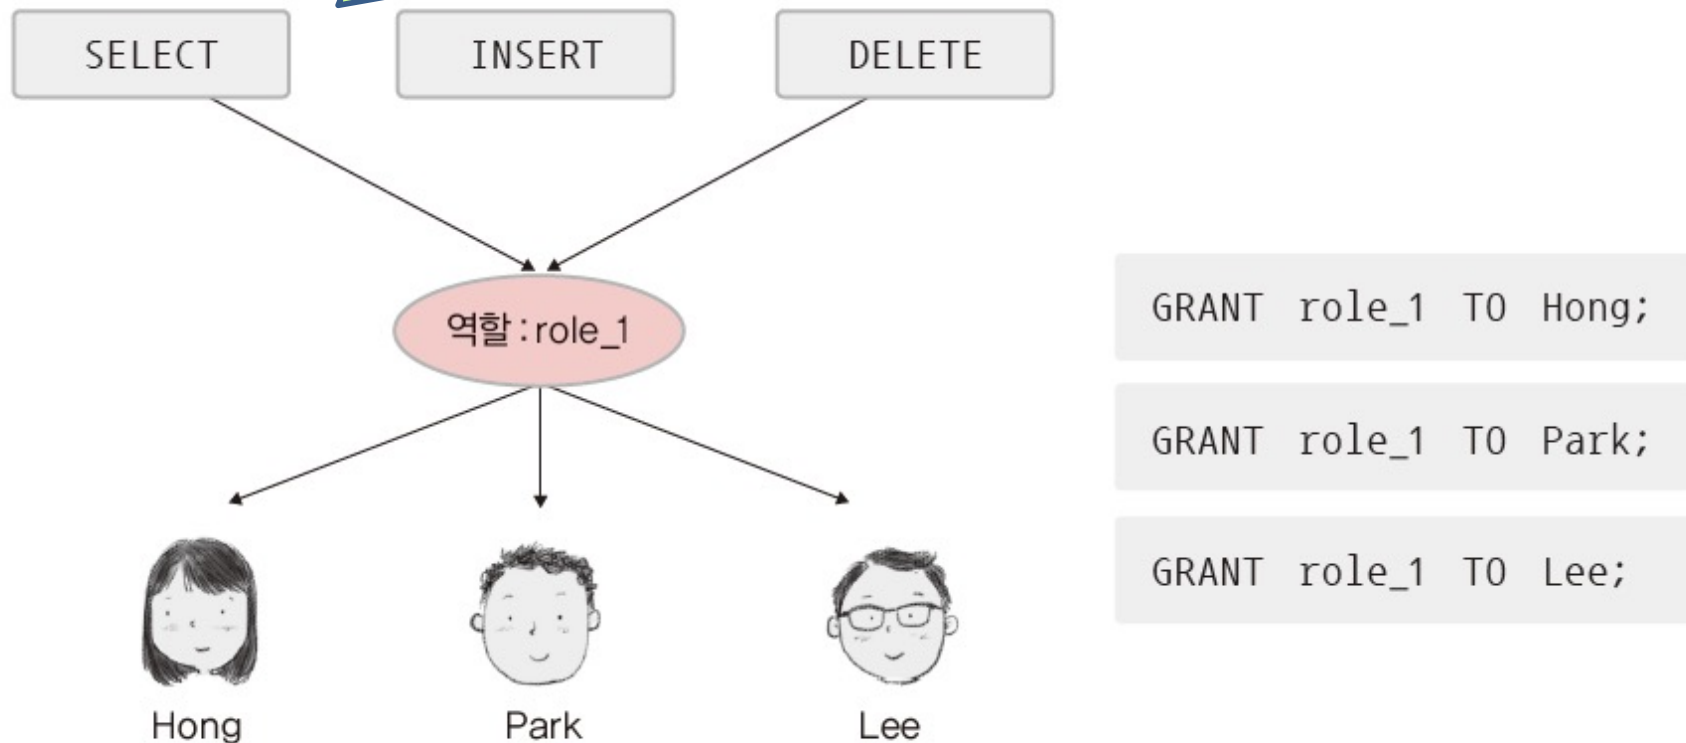 SELECT
INSERT
DELETE
역할 : role_1
GRANT role_1 TO Hong;
GRANT role_1 TO Park;
GRANT role_1 TO Lee;
Hong
Park
Lee